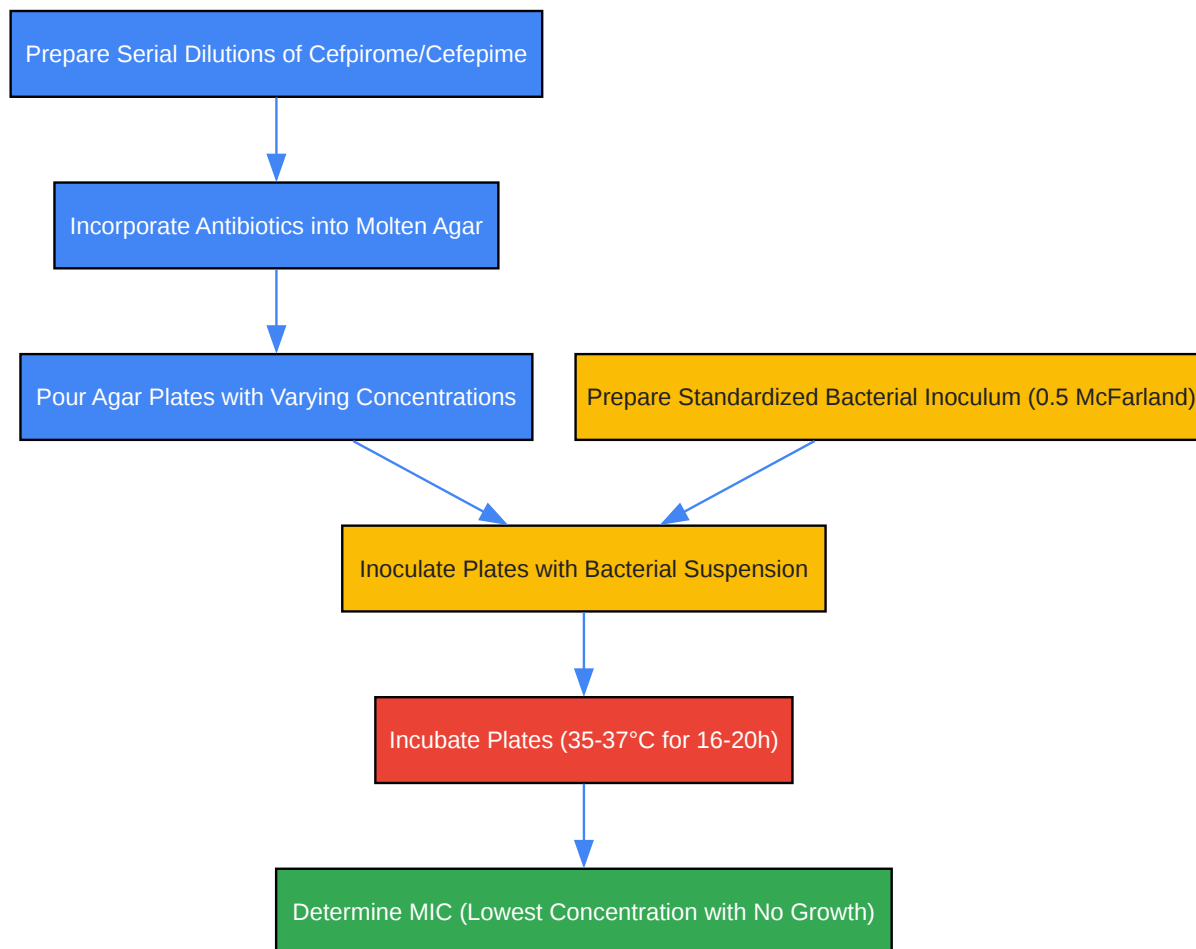 Prepare Serial Dilutions of Cefpirome/Cefepime
Incorporate Antibiotics into Molten Agar
Pour Agar Plates with Varying Concentrations
Prepare Standardized Bacterial Inoculum (0.5 McFarland)
Inoculate Plates with Bacterial Suspension
Incubate Plates (35-37°C for 16-20h)
Determine MIC (Lowest Concentration with No Growth)